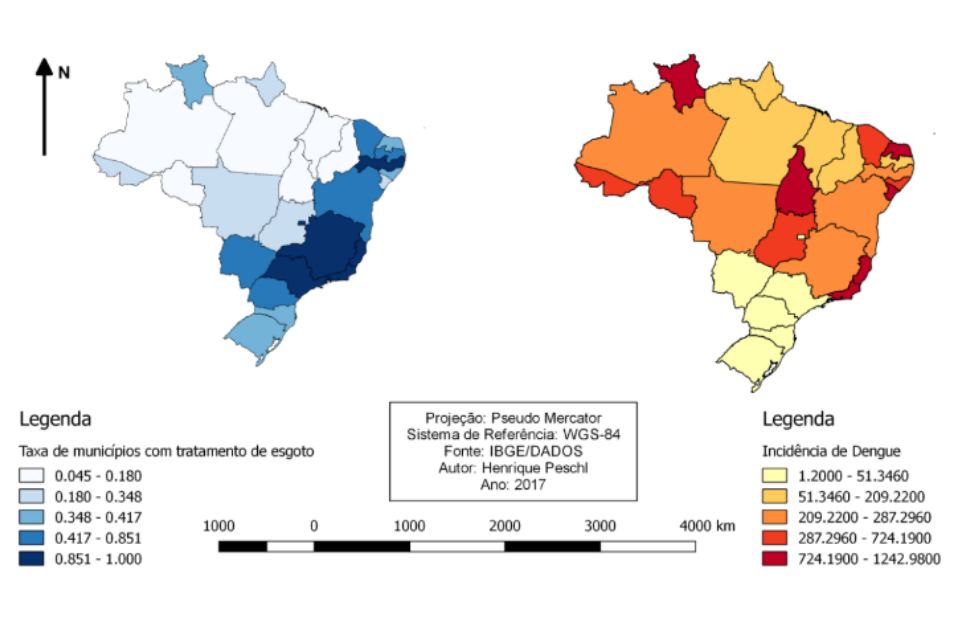 N
Legenda
Taxa de municípios com tratamento de esgoto
0.045 - 0.180
0.180 - 0.348
0.348 - 0.417
0.417 - 0.851
0.851 - 1.000
Projeção: Pseudo Mercator
Sistema de Referência: WGS-84
Fonte: IBGE/DADOS
Autor: Henrique Peschl
Ano: 2017
1000 0 1000 2000 3000 4000 km
Legenda
Incidência de Dengue
1.2000 - 51.3460
51.3460 - 209.2200
209.2200 - 287.2960
287.2960 - 724.1900
724.1900 - 1242.9800